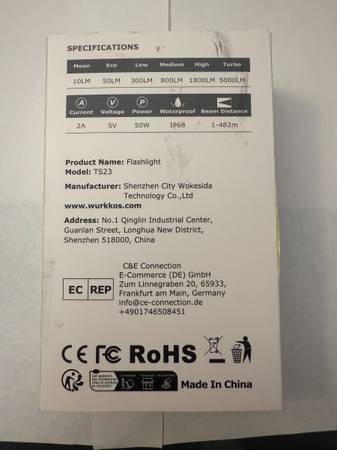 SPECIFICATIONS
Moon Eco Low Medium High Turbo
10LM 50LM 300LM 800LM 1800LM 5000LM
A V P
Current Voltage Power Waterproof Beam Distance
2A 5V 50W IP68 1-482m
Product Name: Flashlight
Model: TS23
Manufacturer: Shenzhen City Wokesida
Technology Co.,Ltd
www.wurkkos.com
Address: No.1 Qinglin Industrial Center,
Guanlan Street, Longhua New District,
Shenzhen 518000, China
EC REP
C&E Connection
E-Commerce (DE) GmbH
Zum Linnegraben 20, 65933,
Frankfurt am Main, Germany
info@ce-connection.de
+4901746508451
CE FC RoHS
Made In China